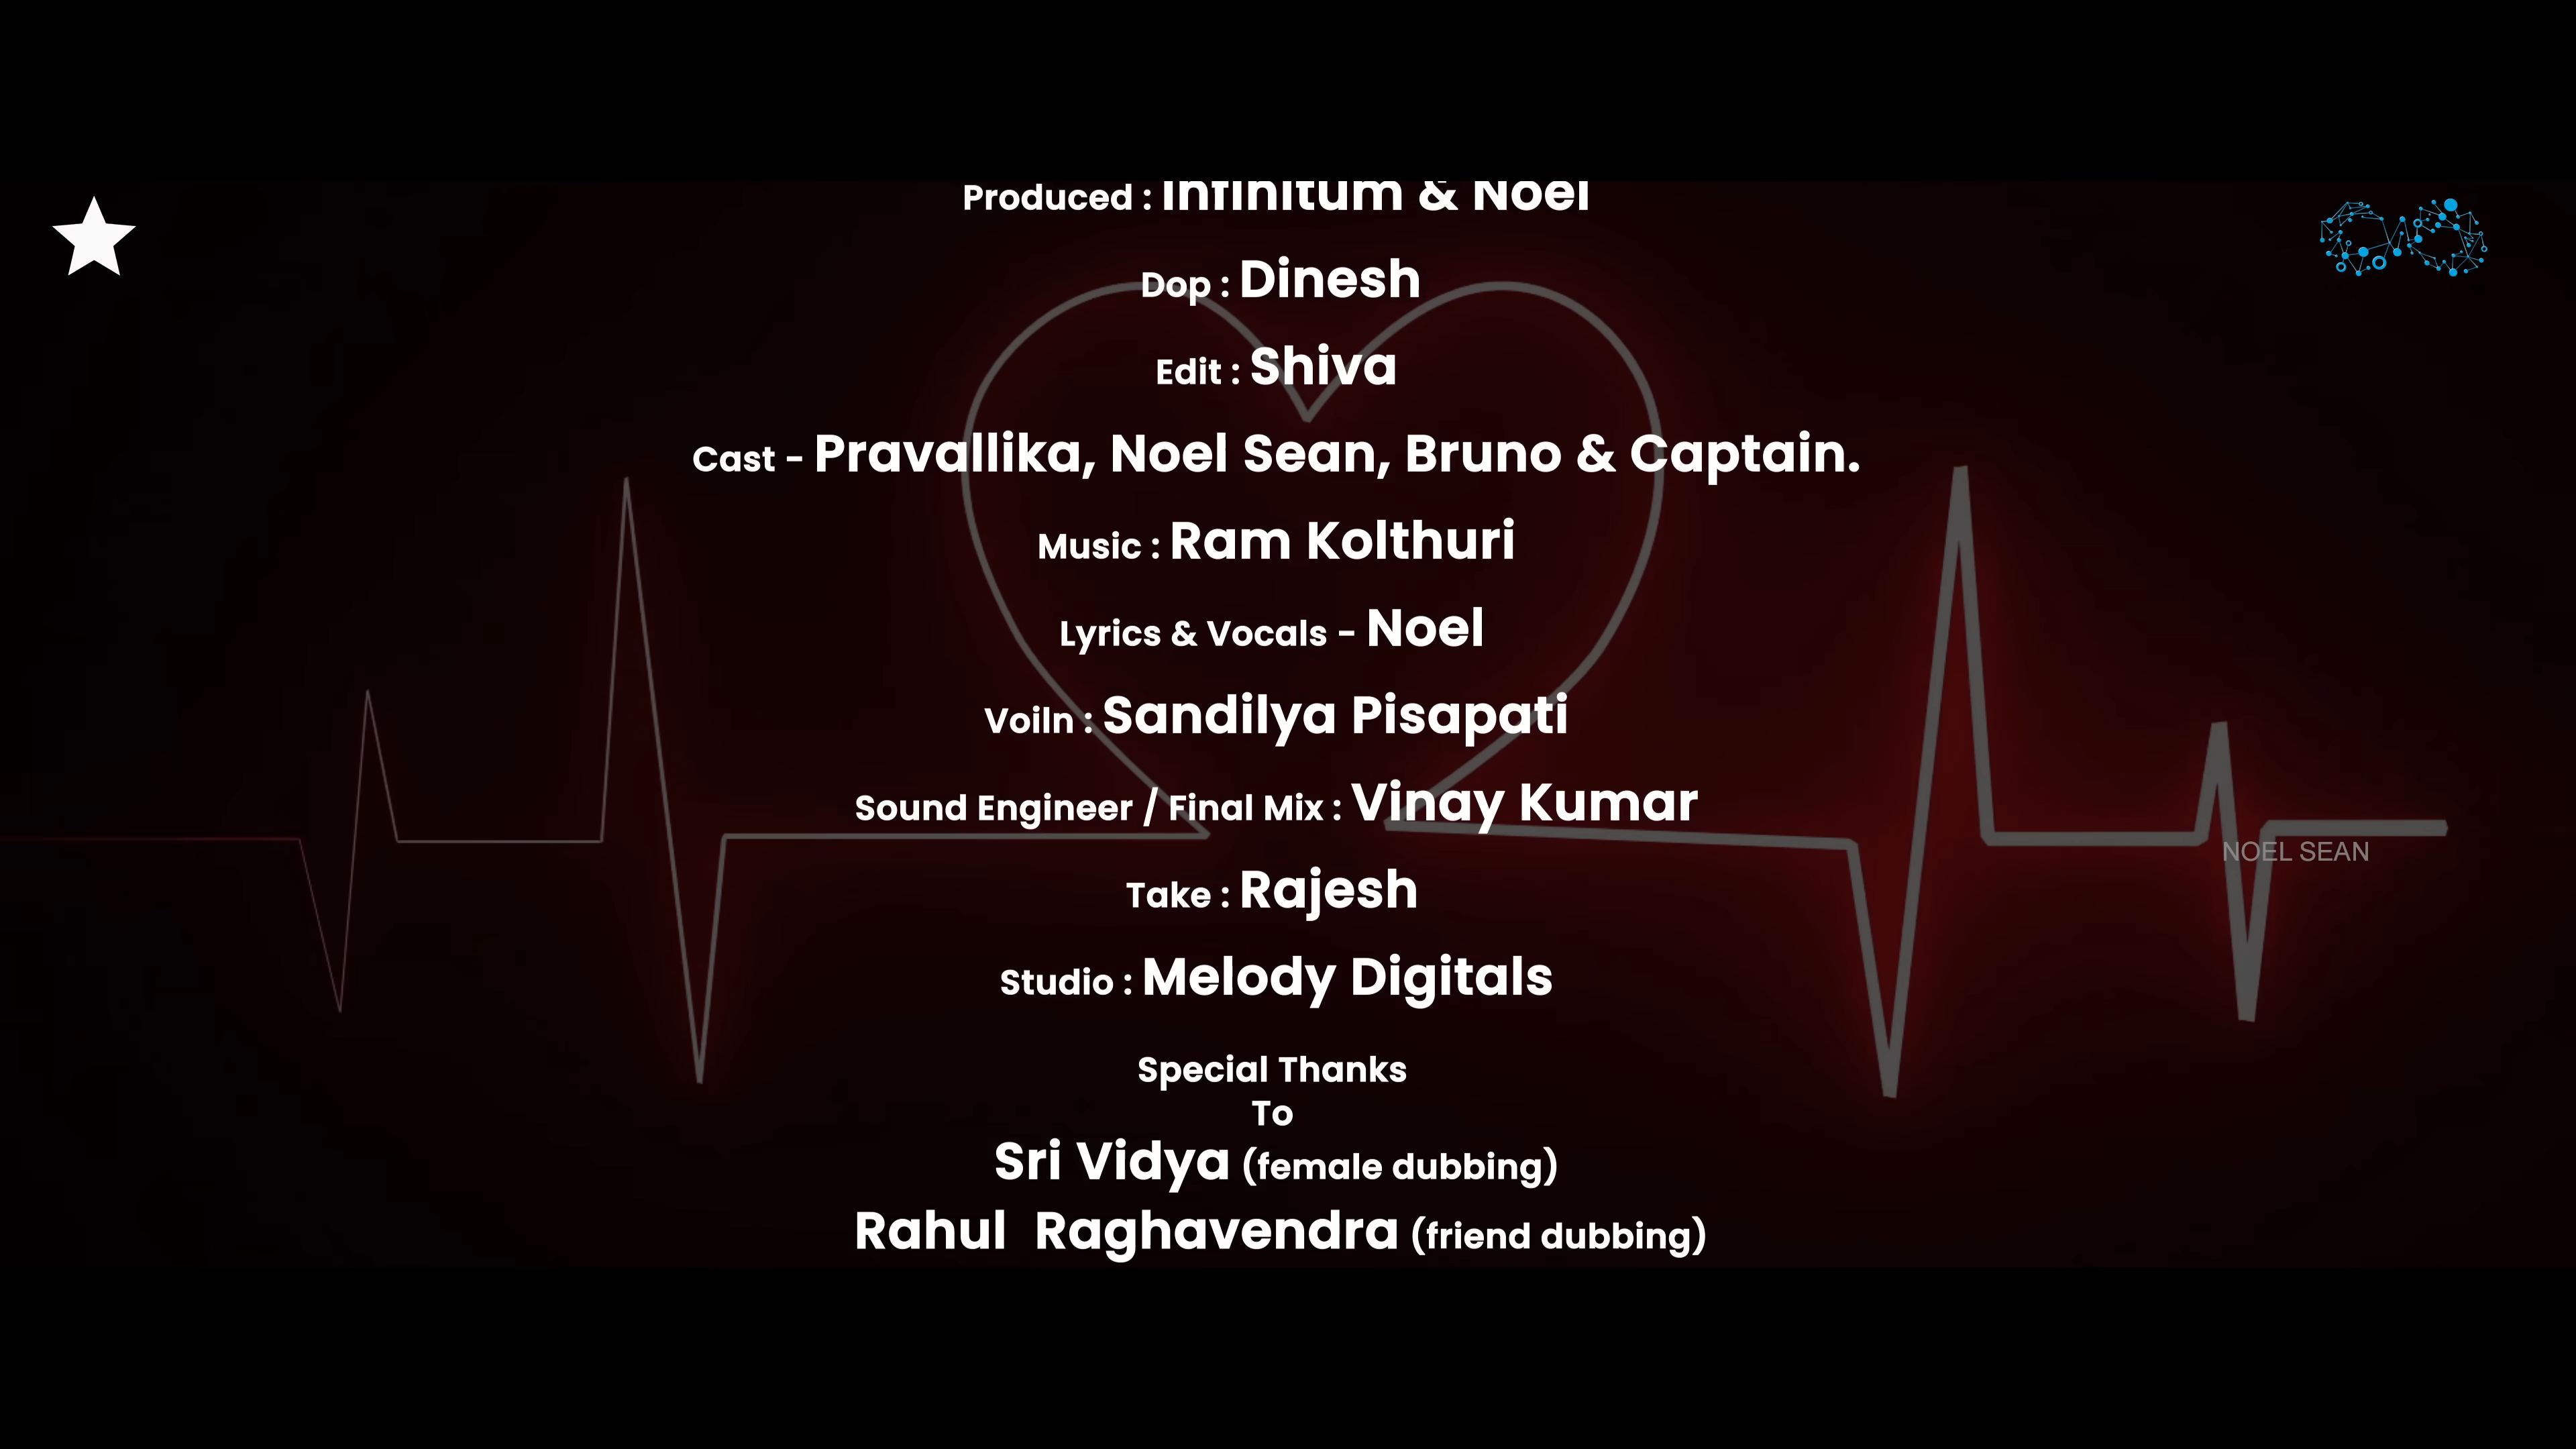 Produced : Infinitum & Noel
Dop : Dinesh
Edit : Shiva
Cast - Pravallika, Noel Sean, Bruno & Captain.
Music : Ram Kolthuri
Lyrics & Vocals - Noel
Voiln : Sandilya Pisapati
Sound Engineer / Final Mix : Vinay Kumar
NOEL SEAN
Take : Rajesh
Studio : Melody Digitals
Special Thanks
To
Sri Vidya (female dubbing)
Rahul Raghavendra (friend dubbing)